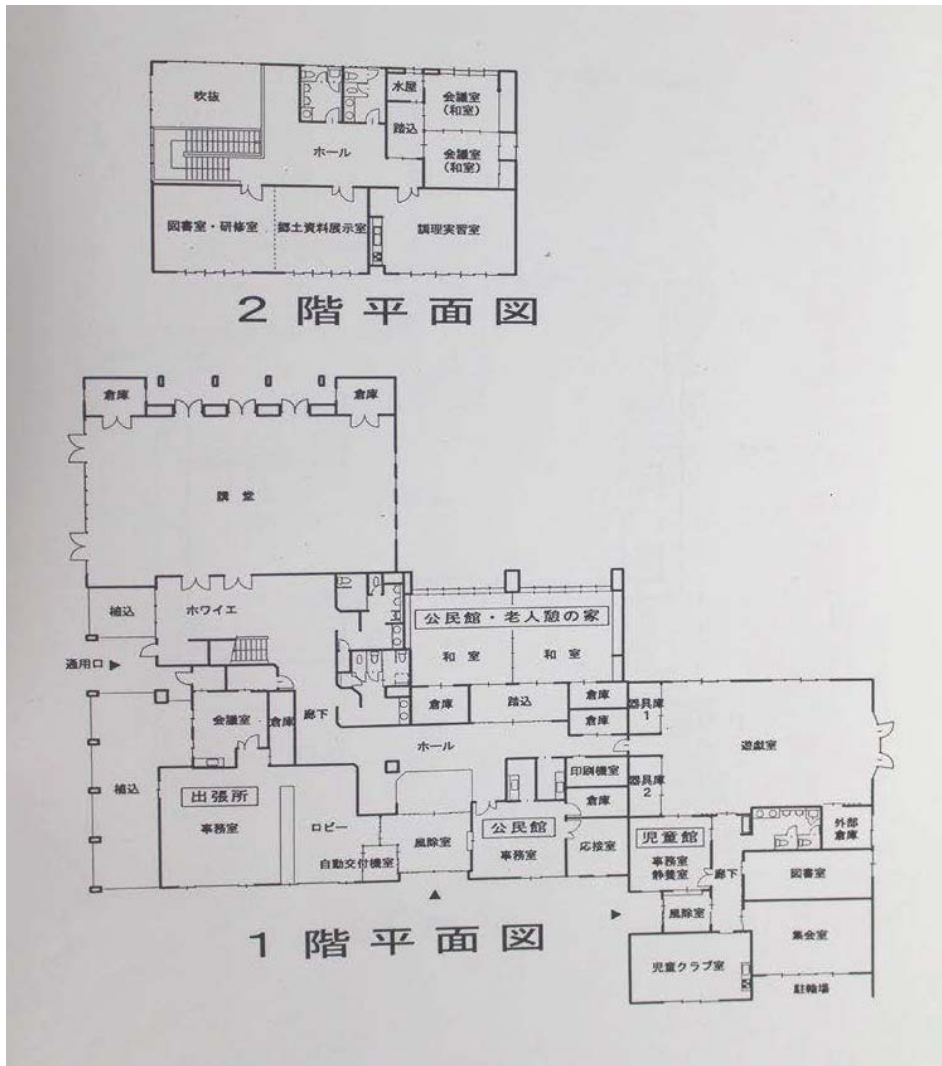 吹抜
水屋
会議室
(和室)
踏込
ホール
会議室
(和室)
図書室・研修室
郷土資料展示室
調理実習室
2階平面図
倉庫
倉庫
講堂
植込
ホワイエ
公民館・老人憩の家
和室
和室
通用口
会議室
倉庫
廊下
倉庫
踏込
倉庫
倉庫
器具庫
1
遊戯室
ホール
植込
出張所
事務室
ロビー
自動交付機室
風除室
公民館
事務室
印刷機室
倉庫
応接室
器具庫
2
児童館
事務室
静養室
廊下
外部
倉庫
図書室
風除室
集会室
児童クラブ室
駐輪場
1階平面図